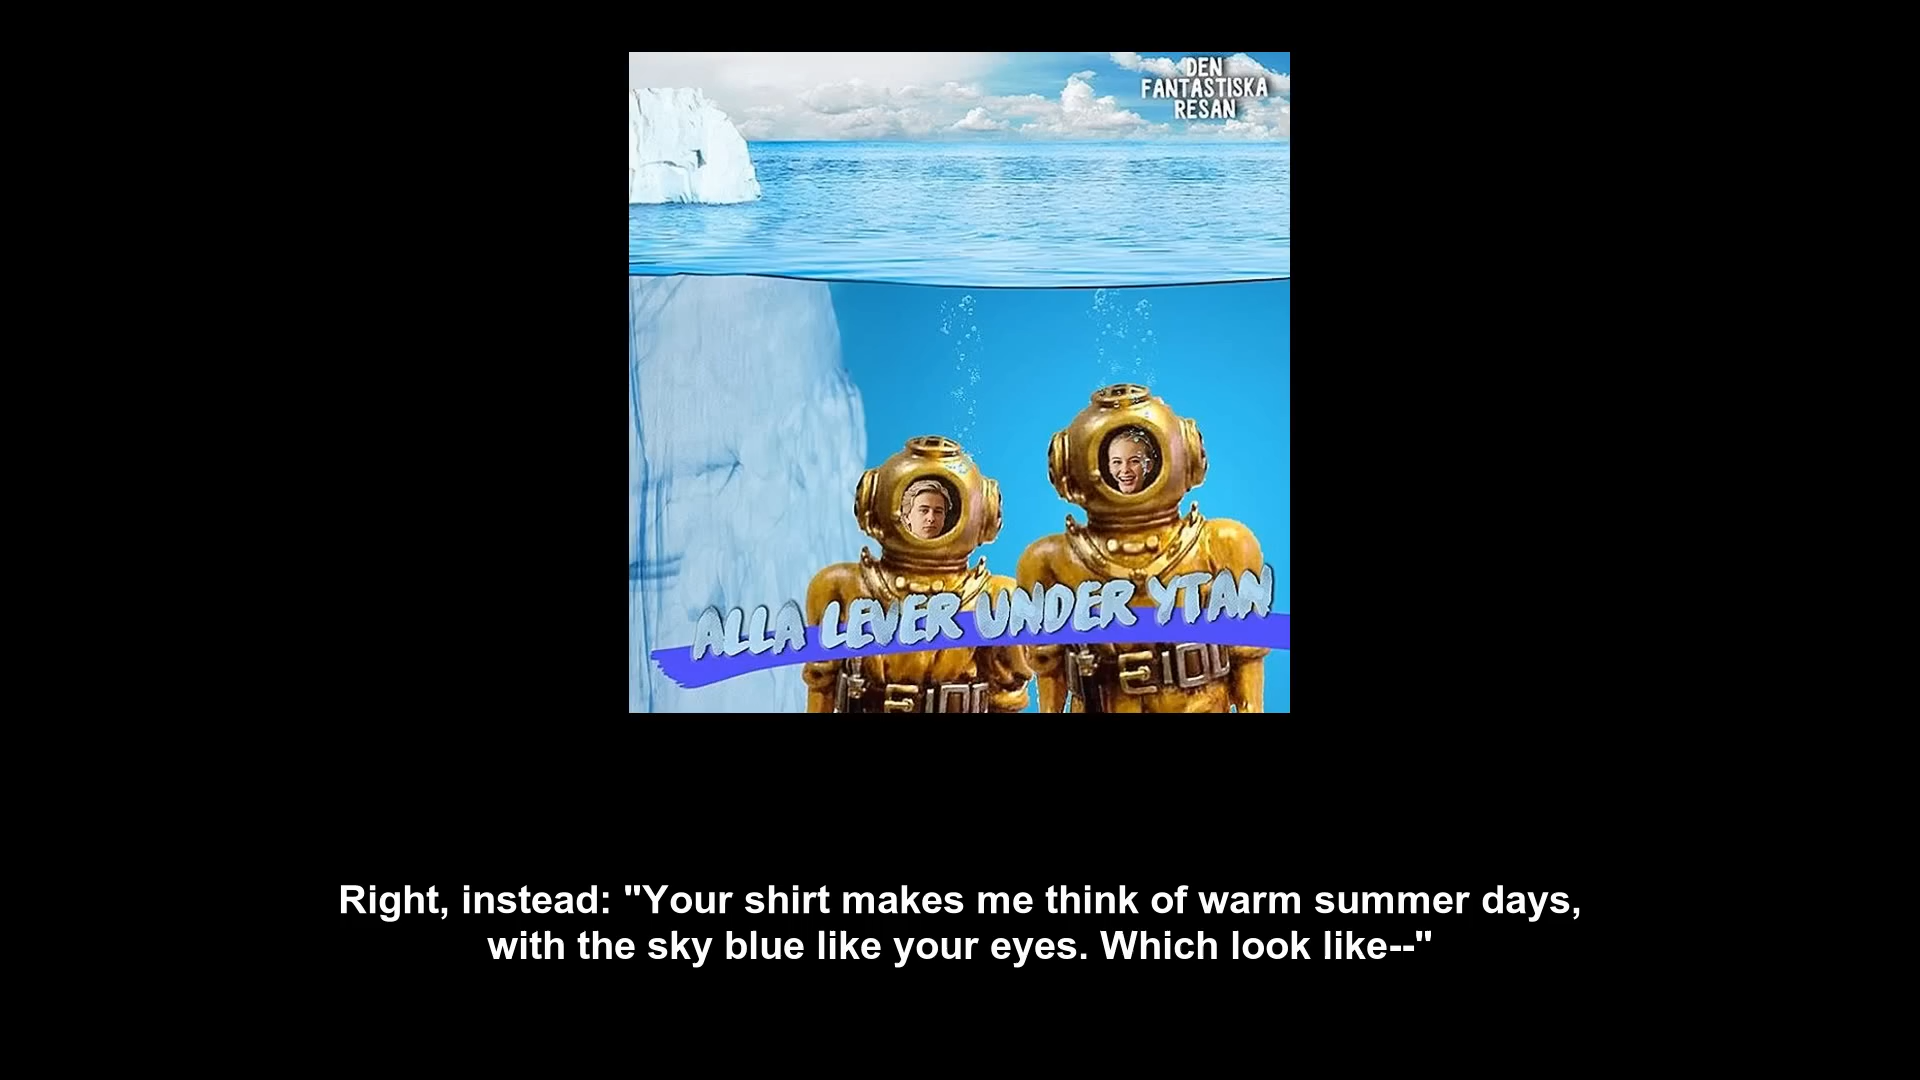 DEN
FANTASTISKA
RESAN
ALLA LEVER UNDER YTAN
Right, instead: "Your shirt makes me think of warm summer days,
with the sky blue like your eyes. Which look like--"